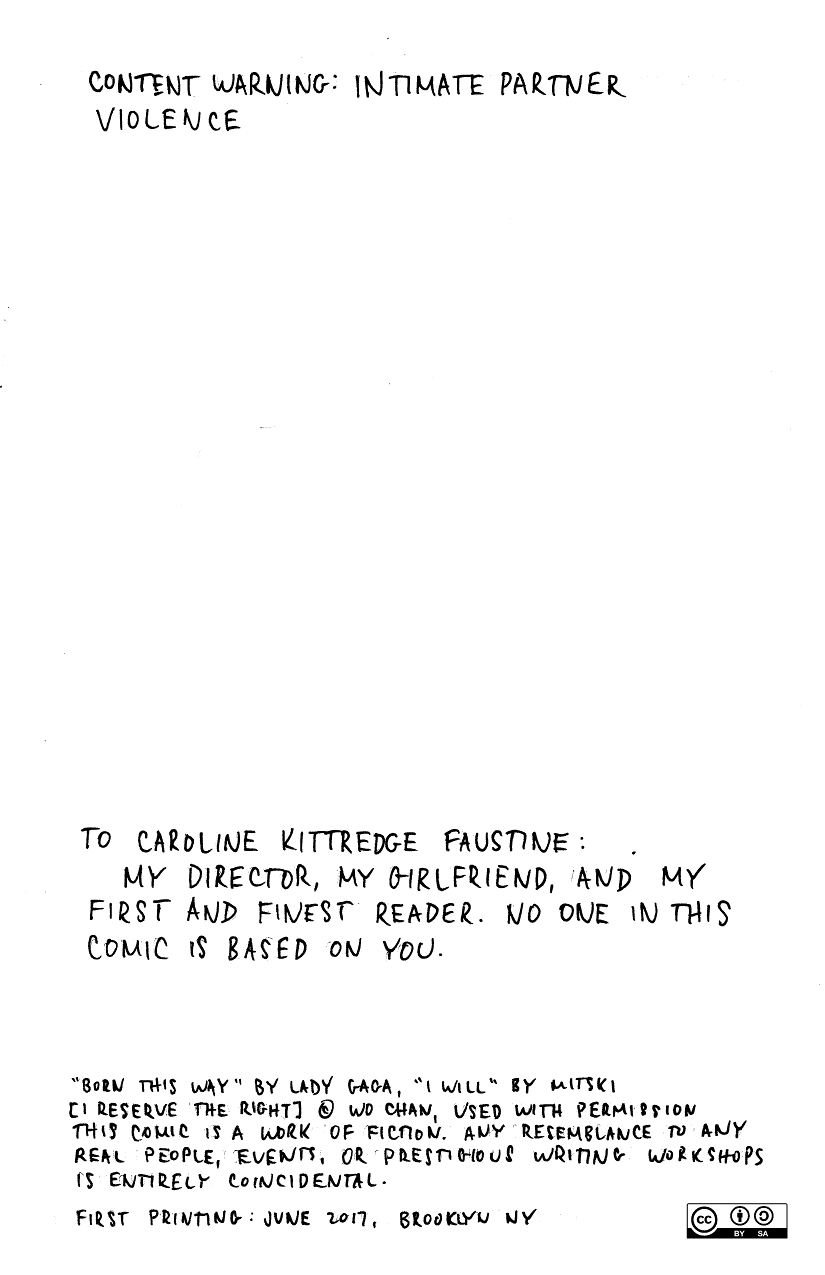 CONTENT WARNING: INTIMATE PARTNER
VIOLENCE
TO CAROLINE KITTREDGE FAUSTINE:
MY DIRECTOR, MY GIRLFRIEND, AND MY
FIRST AND FINEST READER. NO ONE IN THIS
COMIC IS BASED ON YOU.
"BORN THIS WAY" BY LADY GAGA, "I WILL" BY MITSKI
[I RESERVE THE RIGHT] © WO CHAN, USED WITH PERMISSION
THIS COMIC IS A WORK OF FICTION. ANY RESEMBLANCE TO ANY
REAL PEOPLE, EVENTS, OR PRESTIGIOUS WRITING WORKSHOPS
IS ENTIRELY COINCIDENTAL.
FIRST PRINTING: JUNE 2017, BROOKLYN NY
cc
BY SA